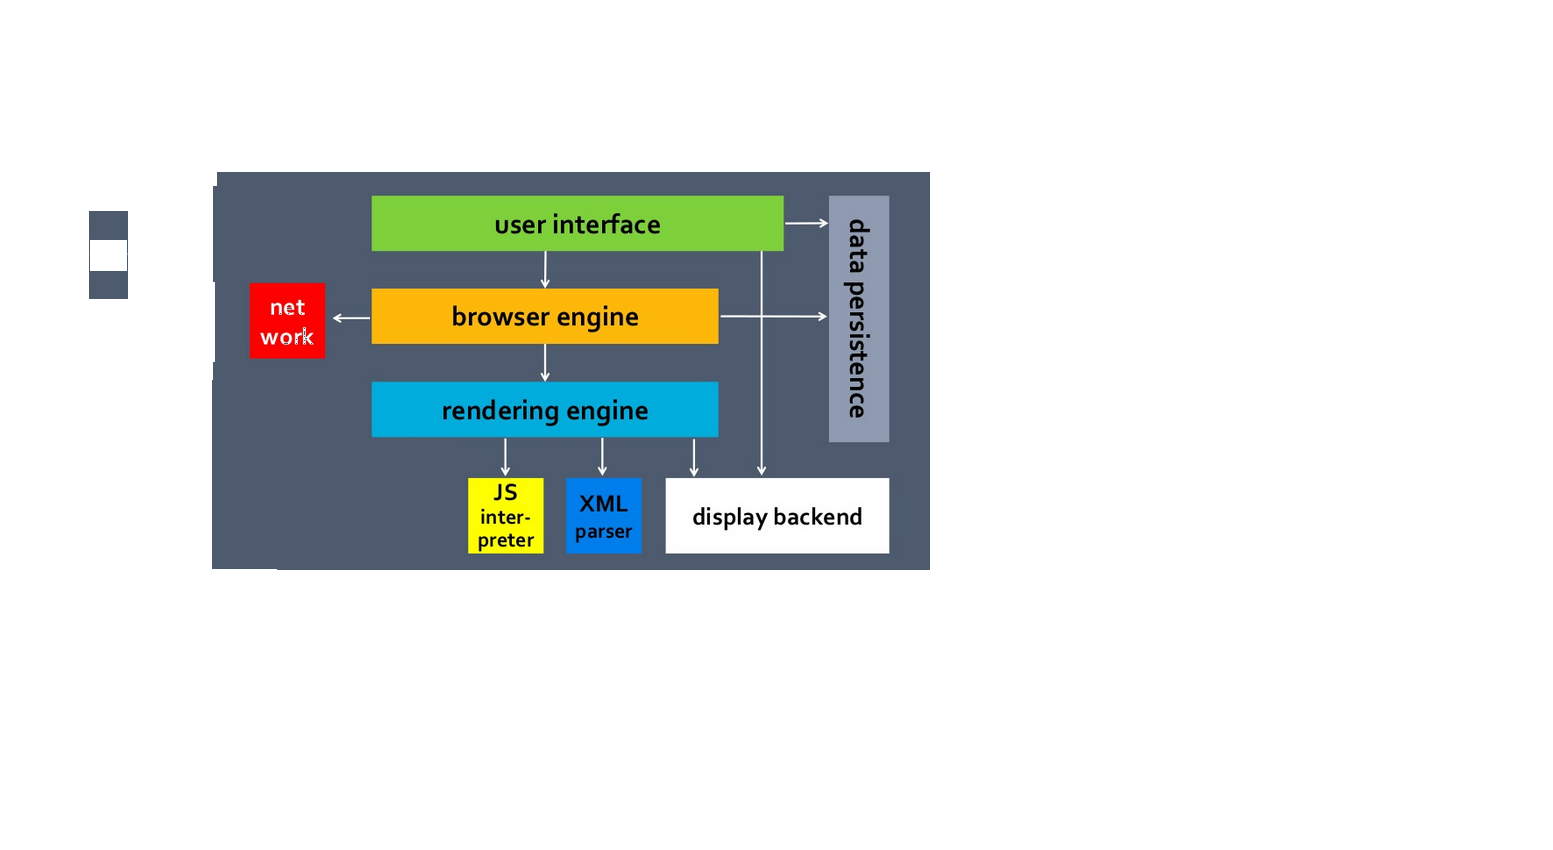 user interface
data persistence
net
work
browser engine
rendering engine
JS
inter-
preter
XML
parser
display backend